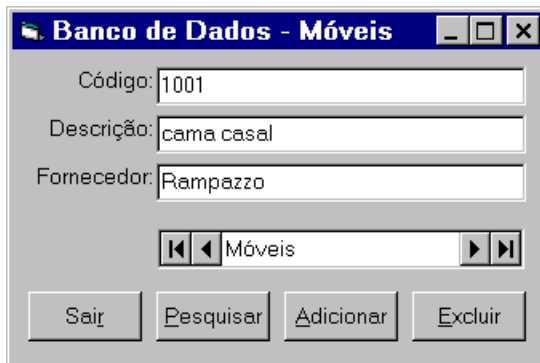 Banco de Dados - Móveis
Código: 1001
Descrição: cama casal
Fornecedor: Rampazzo
Móveis
Sair Pesquisar Adicionar Excluir